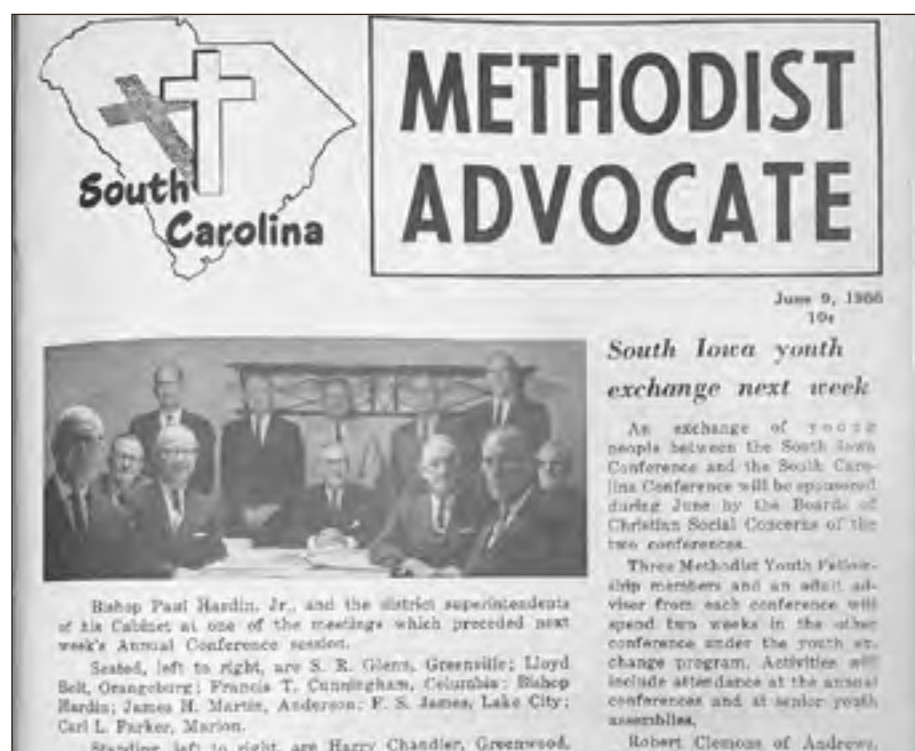 South
Carolina
METHODIST
ADVOCATE
June 9, 1966
10¢
South Iowa youth
exchange next week
An exchange of young
people between the South Iowa
Conference and the South Caro-
lina Conference will be sponsored
during June by the Boards of
Christian Social Concerns of the
two conferences.
Three Methodist Youth Fellow-
ship members and an adult ad-
viser from each conference will
spend two weeks in the other
conference under the youth ex-
change program. Activities will
include attendance at the annual
conferences and at senior youth
assemblies.
Robert Clemons of Andrews,
Bishop Paul Hardin, Jr., and the district superintendents
of his Cabinet at one of the meetings which preceded next
week's Annual Conference session.
Seated, left to right, are S. R. Glenn, Greenville; Lloyd
Bolt, Orangeburg; Francis T. Cunningham, Columbia; Bishop
Hardin; James H. Martin, Anderson; F. S. James, Lake City;
Carl L. Parker, Marion.
Standing, left to right, are Harry Chandler, Greenwood,